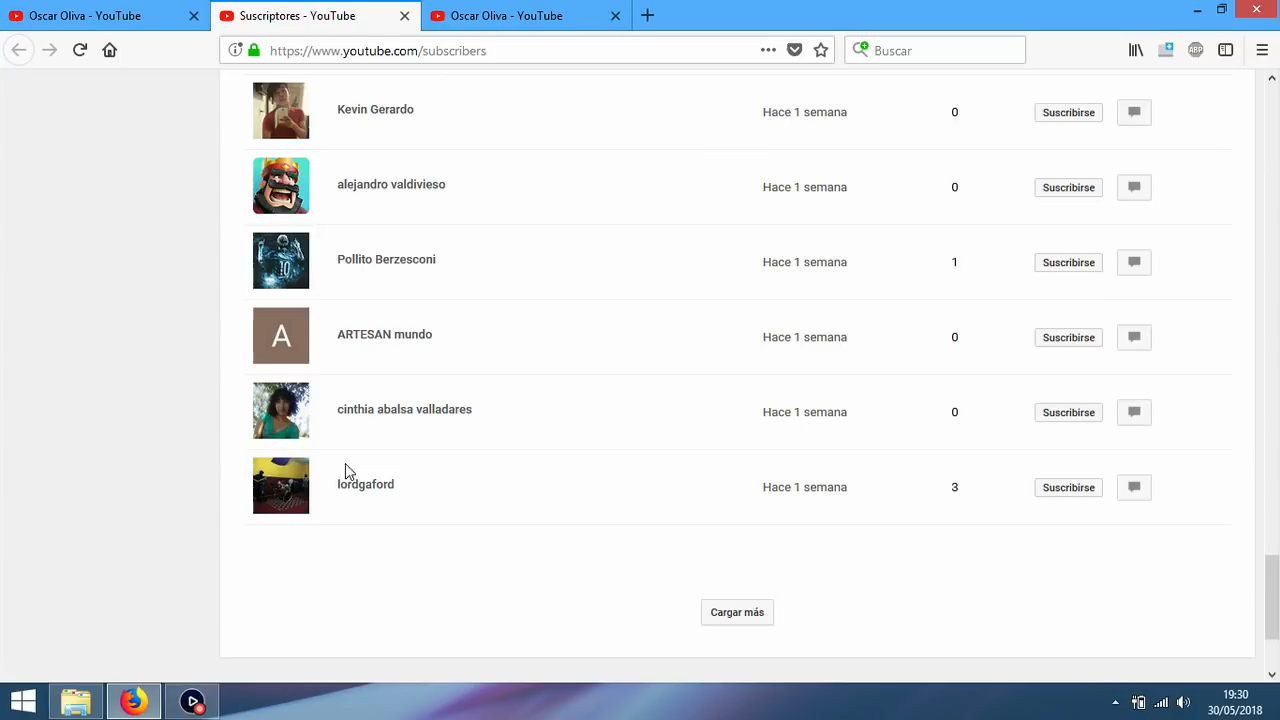 Oscar Oliva - YouTube
Suscriptores - YouTube
Oscar Oliva - YouTube
https://www.youtube.com/subscribers
Buscar
ABP
Kevin Gerardo Hace 1 semana 0 Suscribirse
alejandro valdivieso Hace 1 semana 0 Suscribirse
10
Pollito Berzesconi Hace 1 semana 1 Suscribirse
A
ARTESAN mundo Hace 1 semana 0 Suscribirse
cinthia abalsa valladares Hace 1 semana 0 Suscribirse
lordgaford Hace 1 semana 3 Suscribirse
Cargar más
19:30
30/05/2018